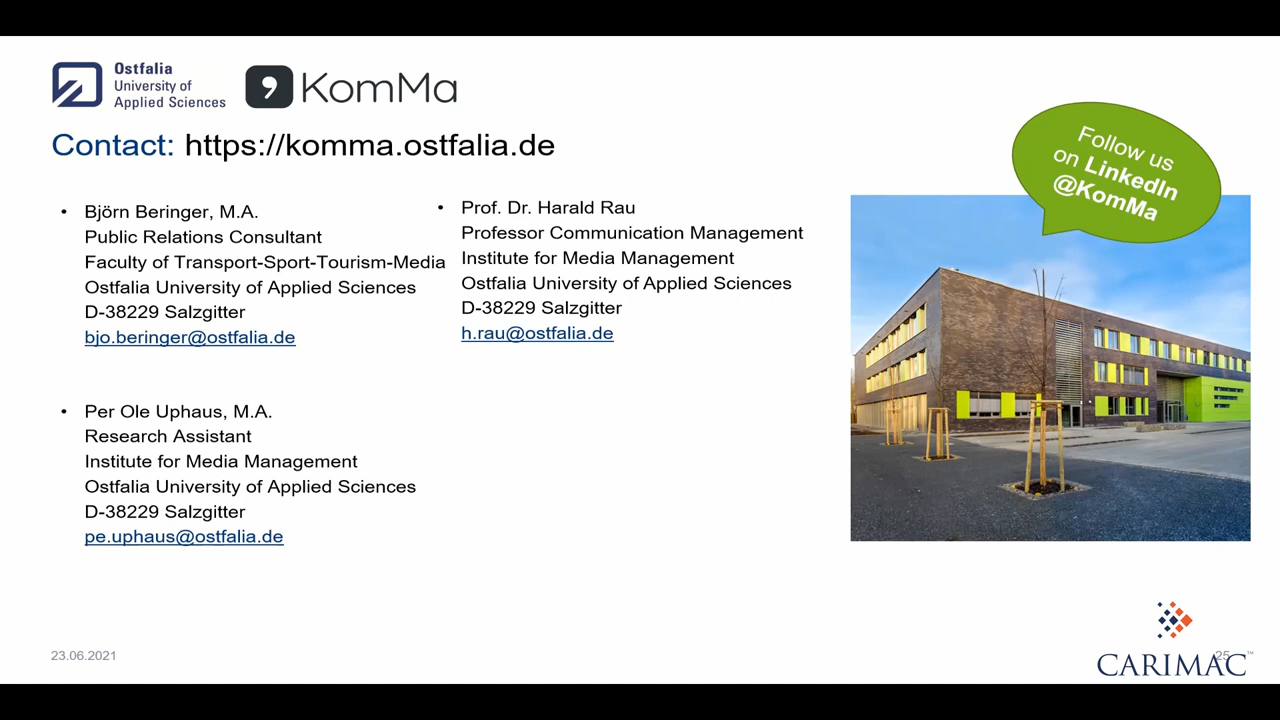 Ostfalia
University of
Applied Sciences
KomMa
Contact: https://komma.ostfalia.de
Follow us
on LinkedIn
@KomMa
• Björn Beringer, M.A.
Public Relations Consultant
Faculty of Transport-Sport-Tourism-Media
Ostfalia University of Applied Sciences
D-38229 Salzgitter
bjo.beringer@ostfalia.de
• Prof. Dr. Harald Rau
Professor Communication Management
Institute for Media Management
Ostfalia University of Applied Sciences
D-38229 Salzgitter
h.rau@ostfalia.de
• Per Ole Uphaus, M.A.
Research Assistant
Institute for Media Management
Ostfalia University of Applied Sciences
D-38229 Salzgitter
pe.uphaus@ostfalia.de
23.06.2021
25
CARIMAC™